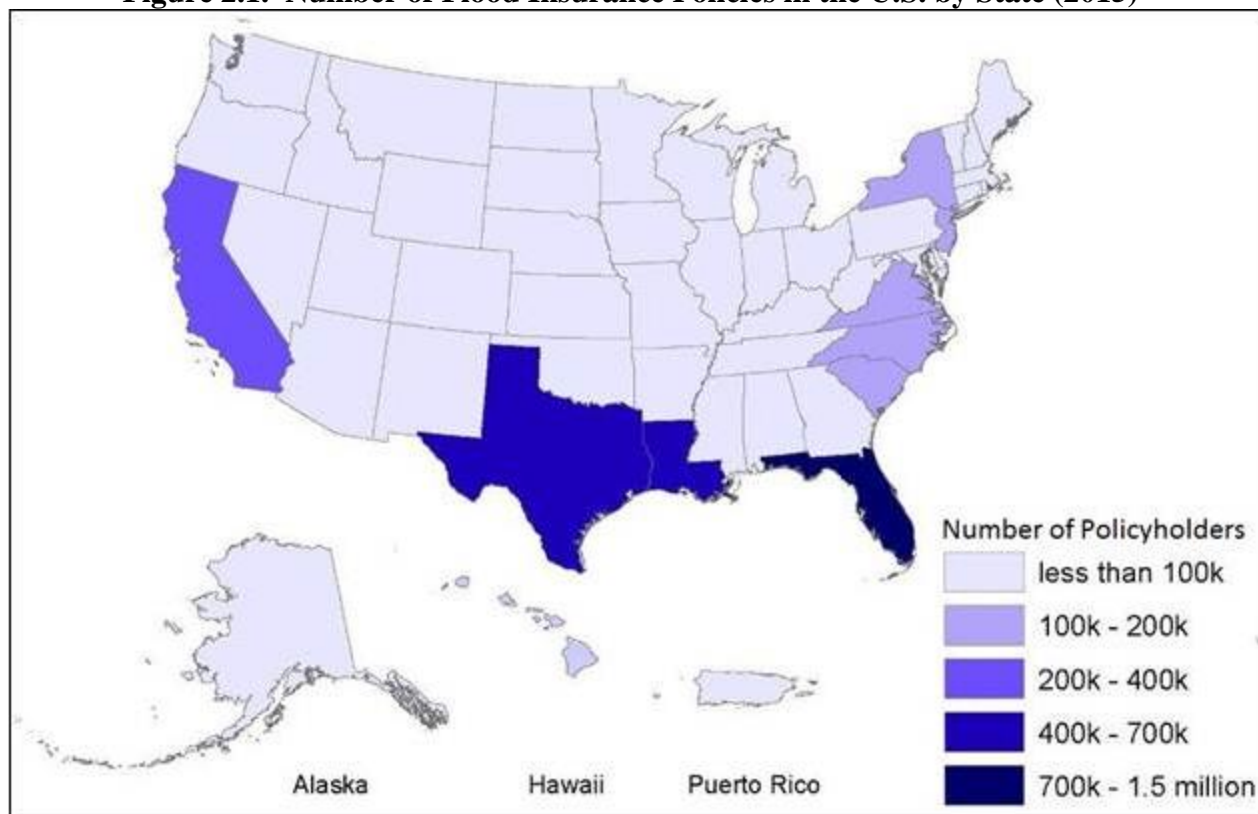 Figure 2.1. Number of Flood Insurance Policies in the U.S. by State (2015)
Number of Policyholders
less than 100k
100k - 200k
200k - 400k
400k - 700k
700k - 1.5 million
Alaska
Hawaii
Puerto Rico